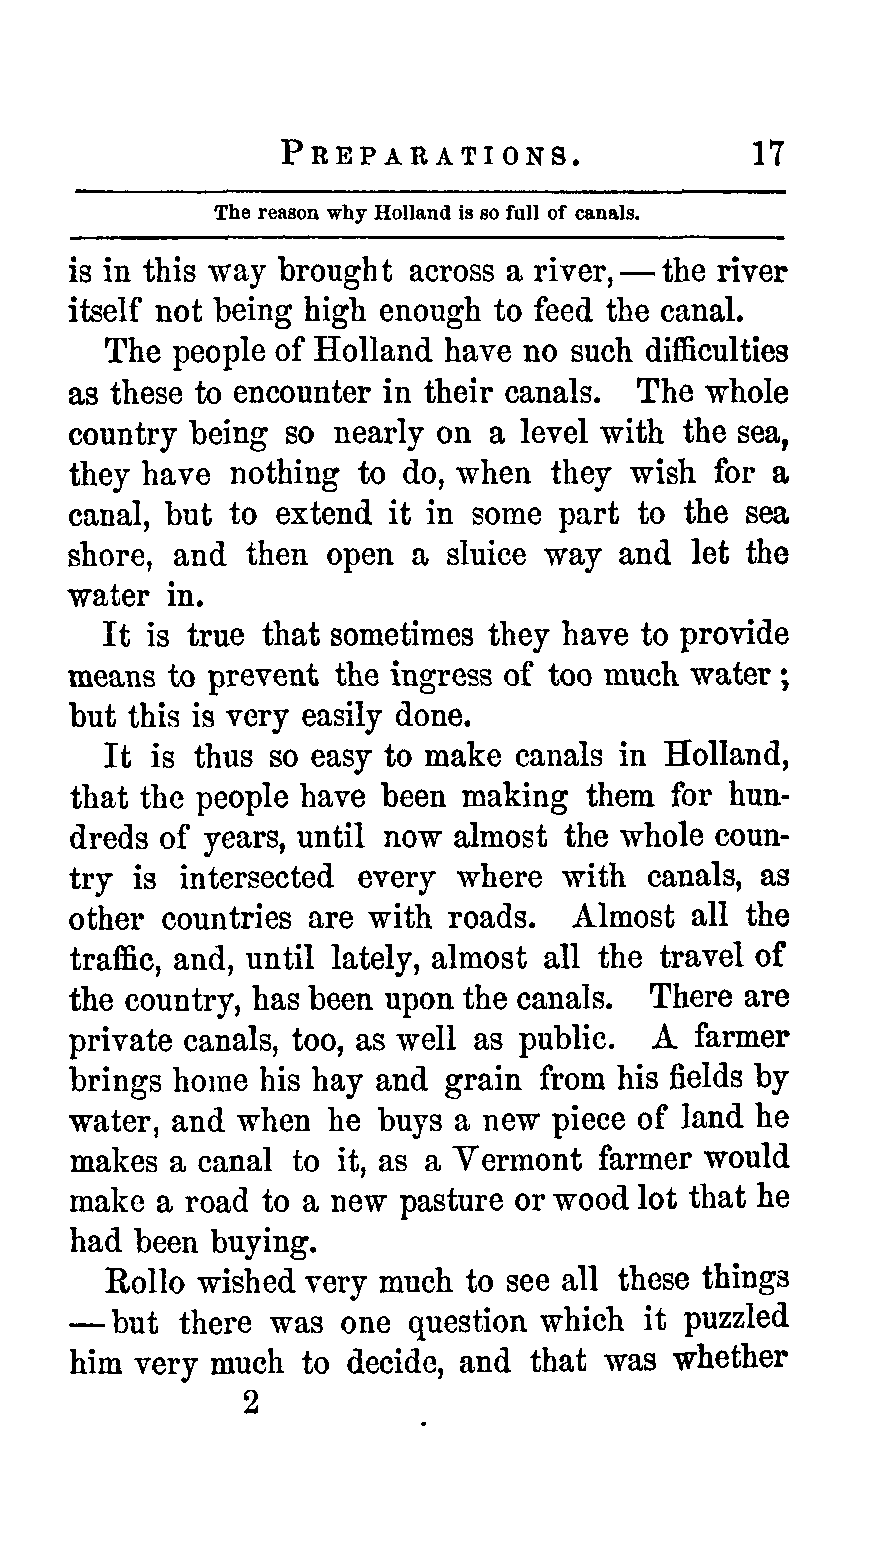 PREPARATIONS. 17
The reason why Holland is so full of canals.
is in this way brought across a river, — the river
itself not being high enough to feed the canal.
The people of Holland have no such difficulties
as these to encounter in their canals. The whole
country being so nearly on a level with the sea,
they have nothing to do, when they wish for a
canal, but to extend it in some part to the sea
shore, and then open a sluice way and let the
water in.
It is true that sometimes they have to provide
means to prevent the ingress of too much water ;
but this is very easily done.
It is thus so easy to make canals in Holland,
that the people have been making them for hun-
dreds of years, until now almost the whole coun-
try is intersected every where with canals, as
other countries are with roads. Almost all the
traffic, and, until lately, almost all the travel of
the country, has been upon the canals. There are
private canals, too, as well as public. A farmer
brings home his hay and grain from his fields by
water, and when he buys a new piece of land he
makes a canal to it, as a Vermont farmer would
make a road to a new pasture or wood lot that he
had been buying.
Rollo wished very much to see all these things
— but there was one question which it puzzled
him very much to decide, and that was whether
2